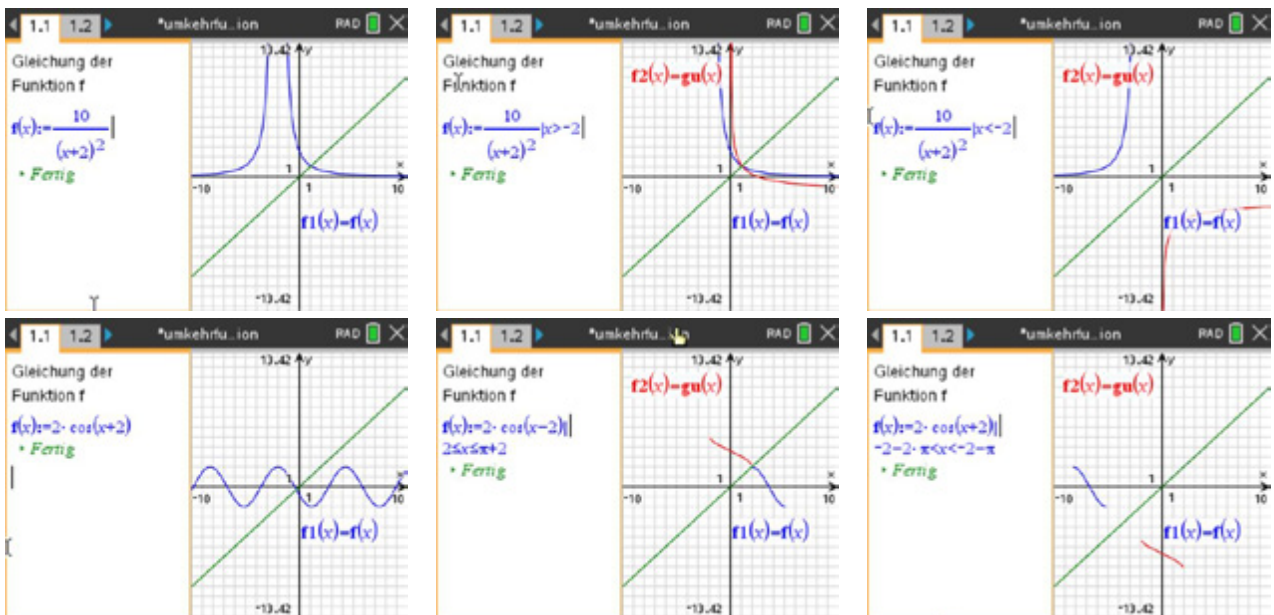 1.1 1.2 *umkehrfu...ion RAD
Gleichung der
Funktion f
f(x):=10/(x+2)^2
▸ Fertig
13.42 y
x
1
-10 1 10
f1(x)=f(x)
-13.42
1.1 1.2 *umkehrfu...ion RAD
Gleichung der
Funktion f
f(x):=10/(x+2)^2|x>-2
▸ Fertig
13.42 y
f2(x)=gu(x)
x
1
-10 1 10
f1(x)=f(x)
-13.42
1.1 1.2 *umkehrfu...ion RAD
Gleichung der
Funktion f
f(x):=10/(x+2)^2|x<-2
▸ Fertig
13.42 y
f2(x)=gu(x)
x
1
-10 1 10
f1(x)=f(x)
-13.42
1.1 1.2 *umkehrfu...ion RAD
Gleichung der
Funktion f
f(x):=2· cos(x+2)
▸ Fertig
13.42 y
x
1
-10 1 10
f1(x)=f(x)
-13.42
1.1 1.2 *umkehrfu... RAD
Gleichung der
Funktion f
f(x):=2· cos(x-2)|
2≤x≤π+2
▸ Fertig
13.42 y
f2(x)=gu(x)
x
1
-10 1 10
f1(x)=f(x)
-13.42
1.1 1.2 *umkehrfu...ion RAD
Gleichung der
Funktion f
f(x):=2· cos(x+2)|
-2-2· π<x<-2-π
▸ Fertig
13.42 y
f2(x)=gu(x)
x
1
-10 1 10
f1(x)=f(x)
-13.42